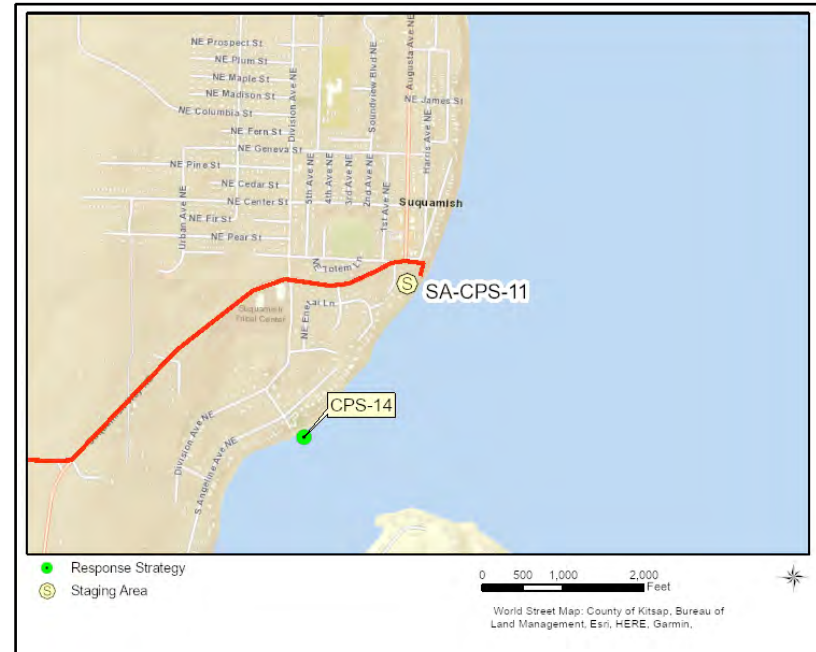 NE Prospect St
NE Plum St
NE Maple St
NE Madison St
NE Columbia St
NE Fern St
NE Geneva St
NE Pine St
NE Cedar St
NE Center St
NE Fir St
NE Pear St
Urban Ave NE
Division Ave NE
5th Ave NE
4th Ave NE
3rd Ave NE
2nd Ave NE
1st Ave NE
Soundview Blvd NE
Augusta Ave NE
NE James St
Harris Ave NE
Suquamish
Totem Ln
SA-CPS-11
S
Suquamish
Tribal Center
NE Ene
ai Ln
CPS-14
Division Ave NE
S Angeline Ave NE
Response Strategy
S Staging Area
0 500 1,000 2,000
Feet
World Street Map: County of Kitsap, Bureau of
Land Management, Esri, HERE, Garmin,